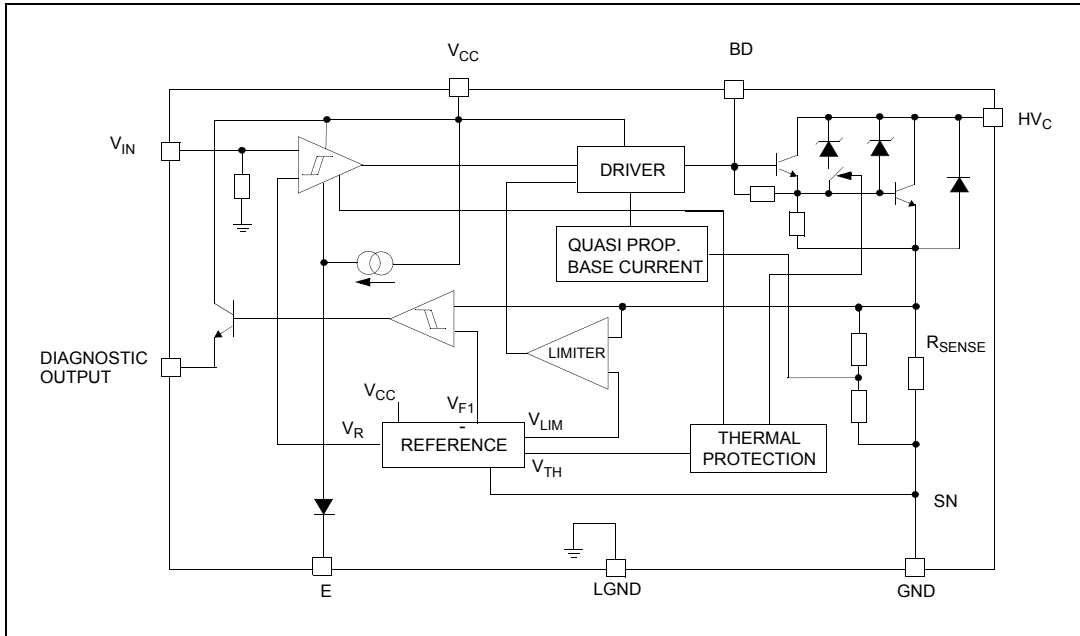 V_CC
BD
HV_C
V_IN
DRIVER
QUASI PROP.
BASE CURRENT
DIAGNOSTIC
OUTPUT
LIMITER
R_SENSE
V_CC
V_F1
V_LIM
V_R
-
REFERENCE
V_TH
THERMAL
PROTECTION
SN
E
LGND
GND